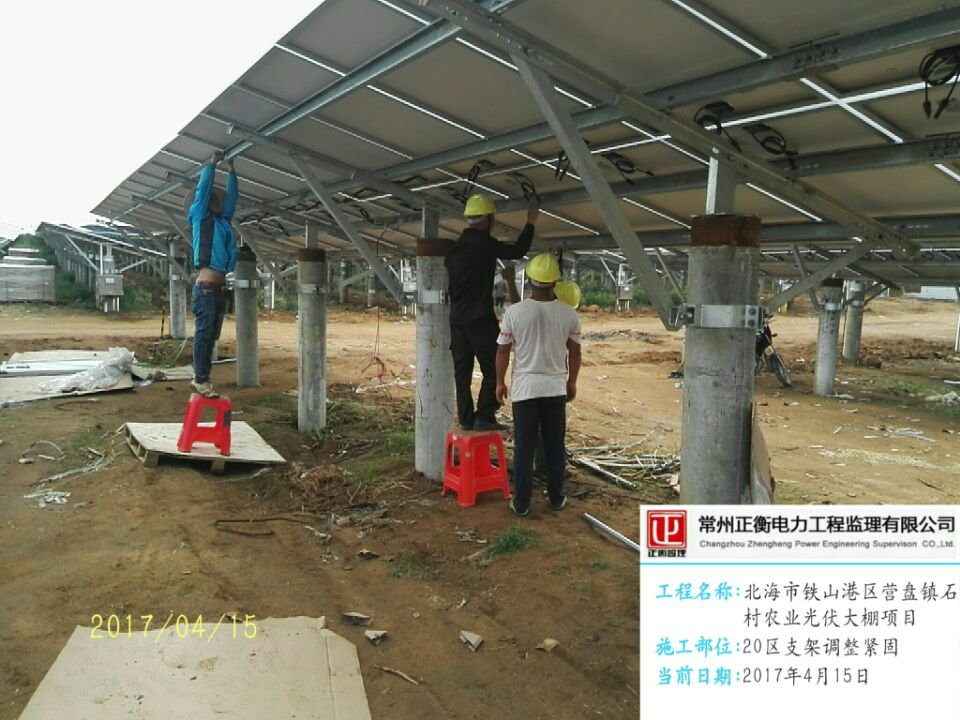 2017/04/15
常州正衡电力工程监理有限公司
Changzhou Zhengheng Power Engineering Supervison CO.,Ltd.
正衡监理
工程名称:北海市铁山港区营盘镇石
村农业光伏大棚项目
施工部位:20区支架调整紧固
当前日期:2017年4月15日